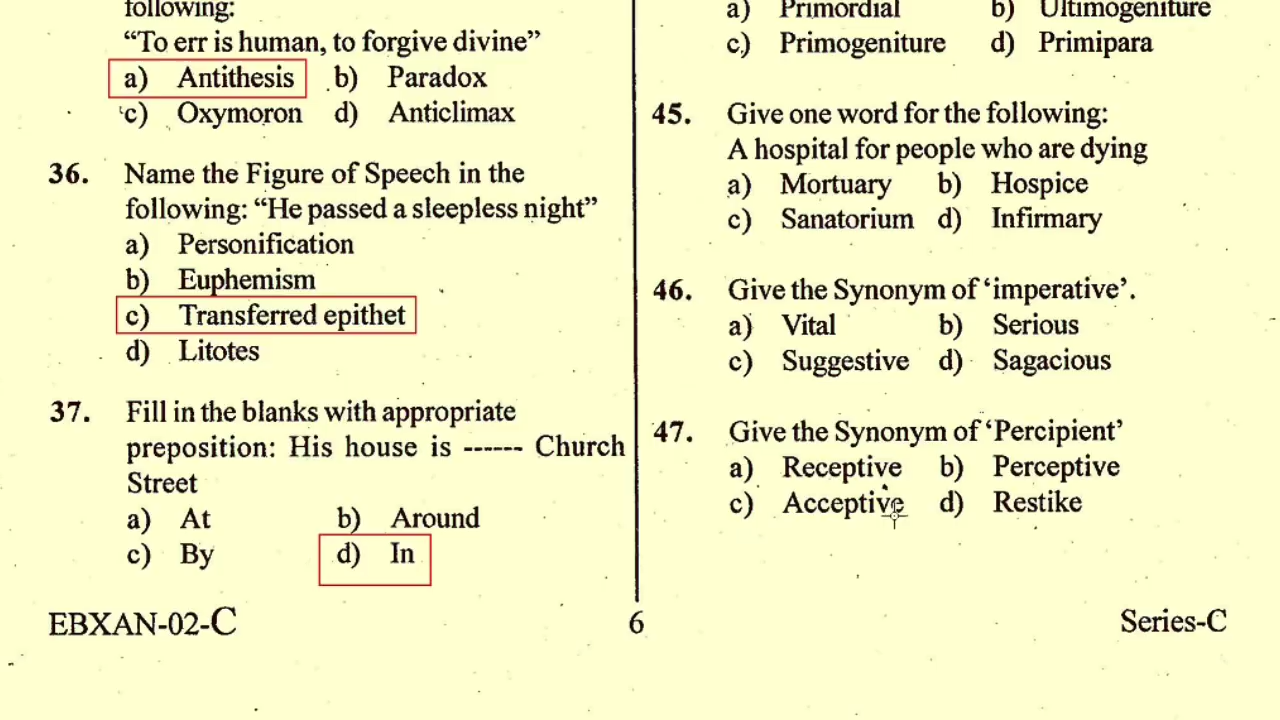 following:
“To err is human, to forgive divine”
a) Antithesis b) Paradox
c) Oxymoron d) Anticlimax
36. Name the Figure of Speech in the
following: “He passed a sleepless night”
a) Personification
b) Euphemism
c) Transferred epithet
d) Litotes
37. Fill in the blanks with appropriate
preposition: His house is ------ Church
Street
a) At b) Around
c) By d) In
a) Primordial b) Ultimogeniture
c) Primogeniture d) Primipara
45. Give one word for the following:
A hospital for people who are dying
a) Mortuary b) Hospice
c) Sanatorium d) Infirmary
46. Give the Synonym of ‘imperative’.
a) Vital b) Serious
c) Suggestive d) Sagacious
47. Give the Synonym of ‘Percipient’
a) Receptive b) Perceptive
c) Acceptive d) Restike
EBXAN-02-C 6 Series-C